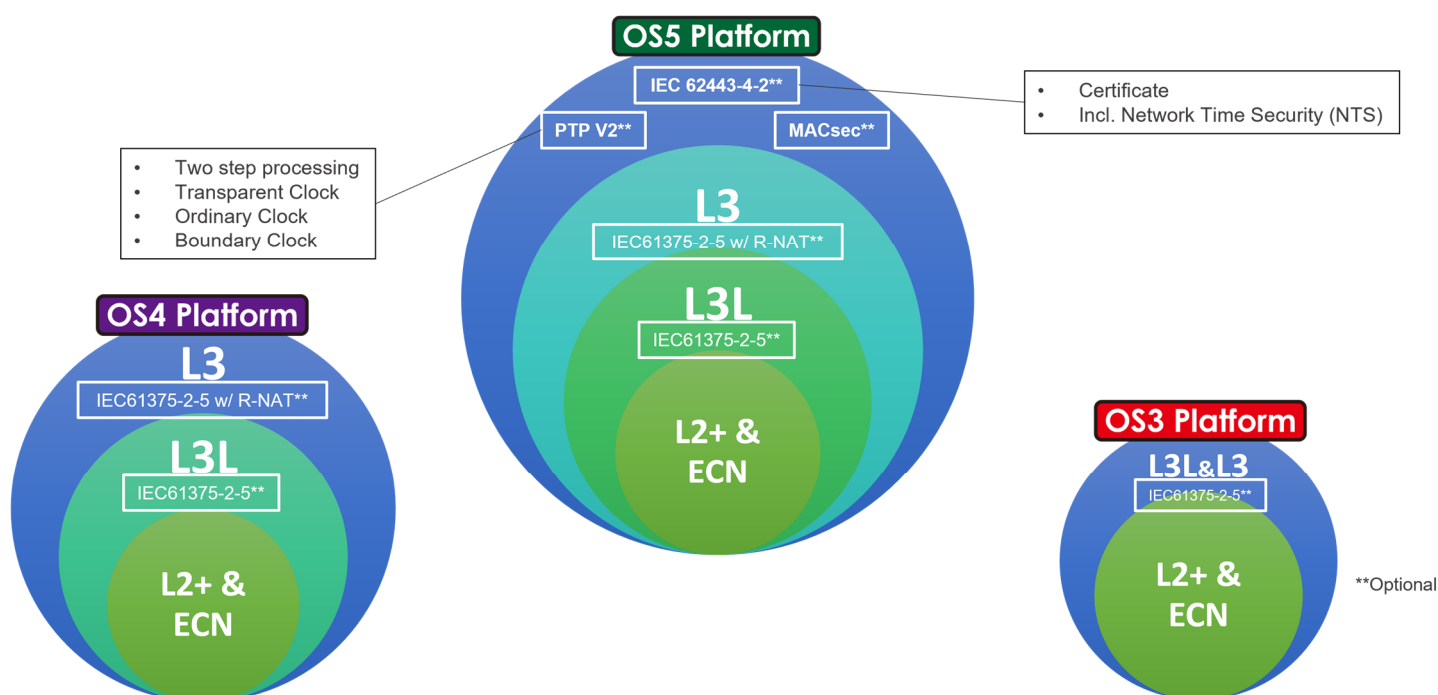 OS5 Platform
IEC 62443-4-2**
PTP V2**
MACsec**
• Certificate
• Incl. Network Time Security (NTS)
• Two step processing
• Transparent Clock
• Ordinary Clock
• Boundary Clock
L3
IEC61375-2-5 w/ R-NAT**
L3L
IEC61375-2-5**
L2+ &
ECN
OS4 Platform
L3
IEC61375-2-5 w/ R-NAT**
L3L
IEC61375-2-5**
L2+ &
ECN
OS3 Platform
L3L&L3
IEC61375-2-5**
L2+ &
ECN
**Optional